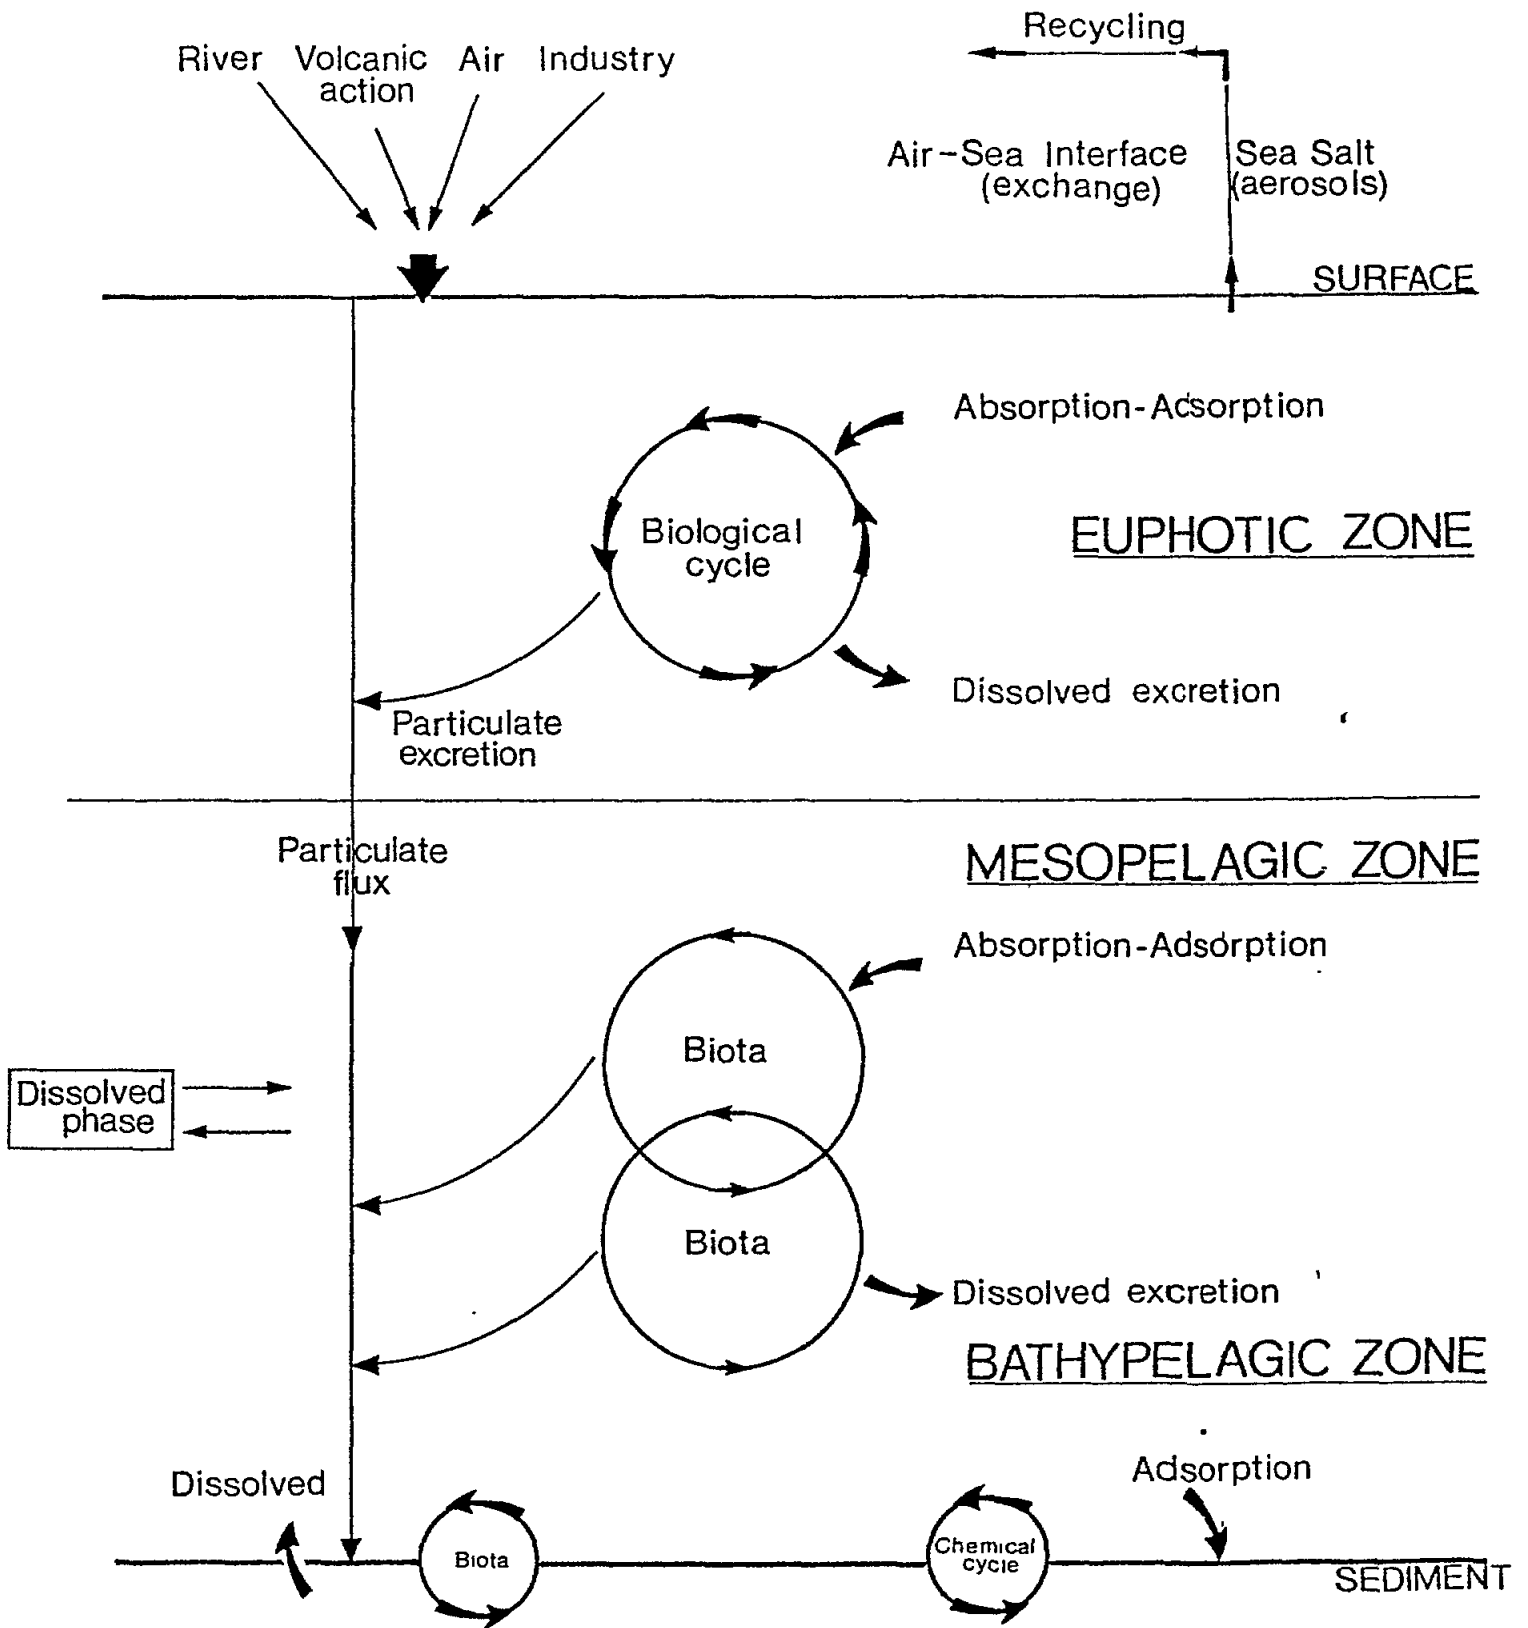 Recycling
River Volcanic Air Industry
action
Air-Sea Interface Sea Salt
(exchange) (aerosols)
SURFACE
Absorption-Adsorption
Biological
cycle
EUPHOTIC ZONE
Dissolved excretion
Particulate
excretion
Particulate
flux
MESOPELAGIC ZONE
Absorption-Adsorption
Biota
Dissolved
phase
Biota
Dissolved excretion
BATHYPELAGIC ZONE
Dissolved
Adsorption
Biota
Chemical
cycle
SEDIMENT